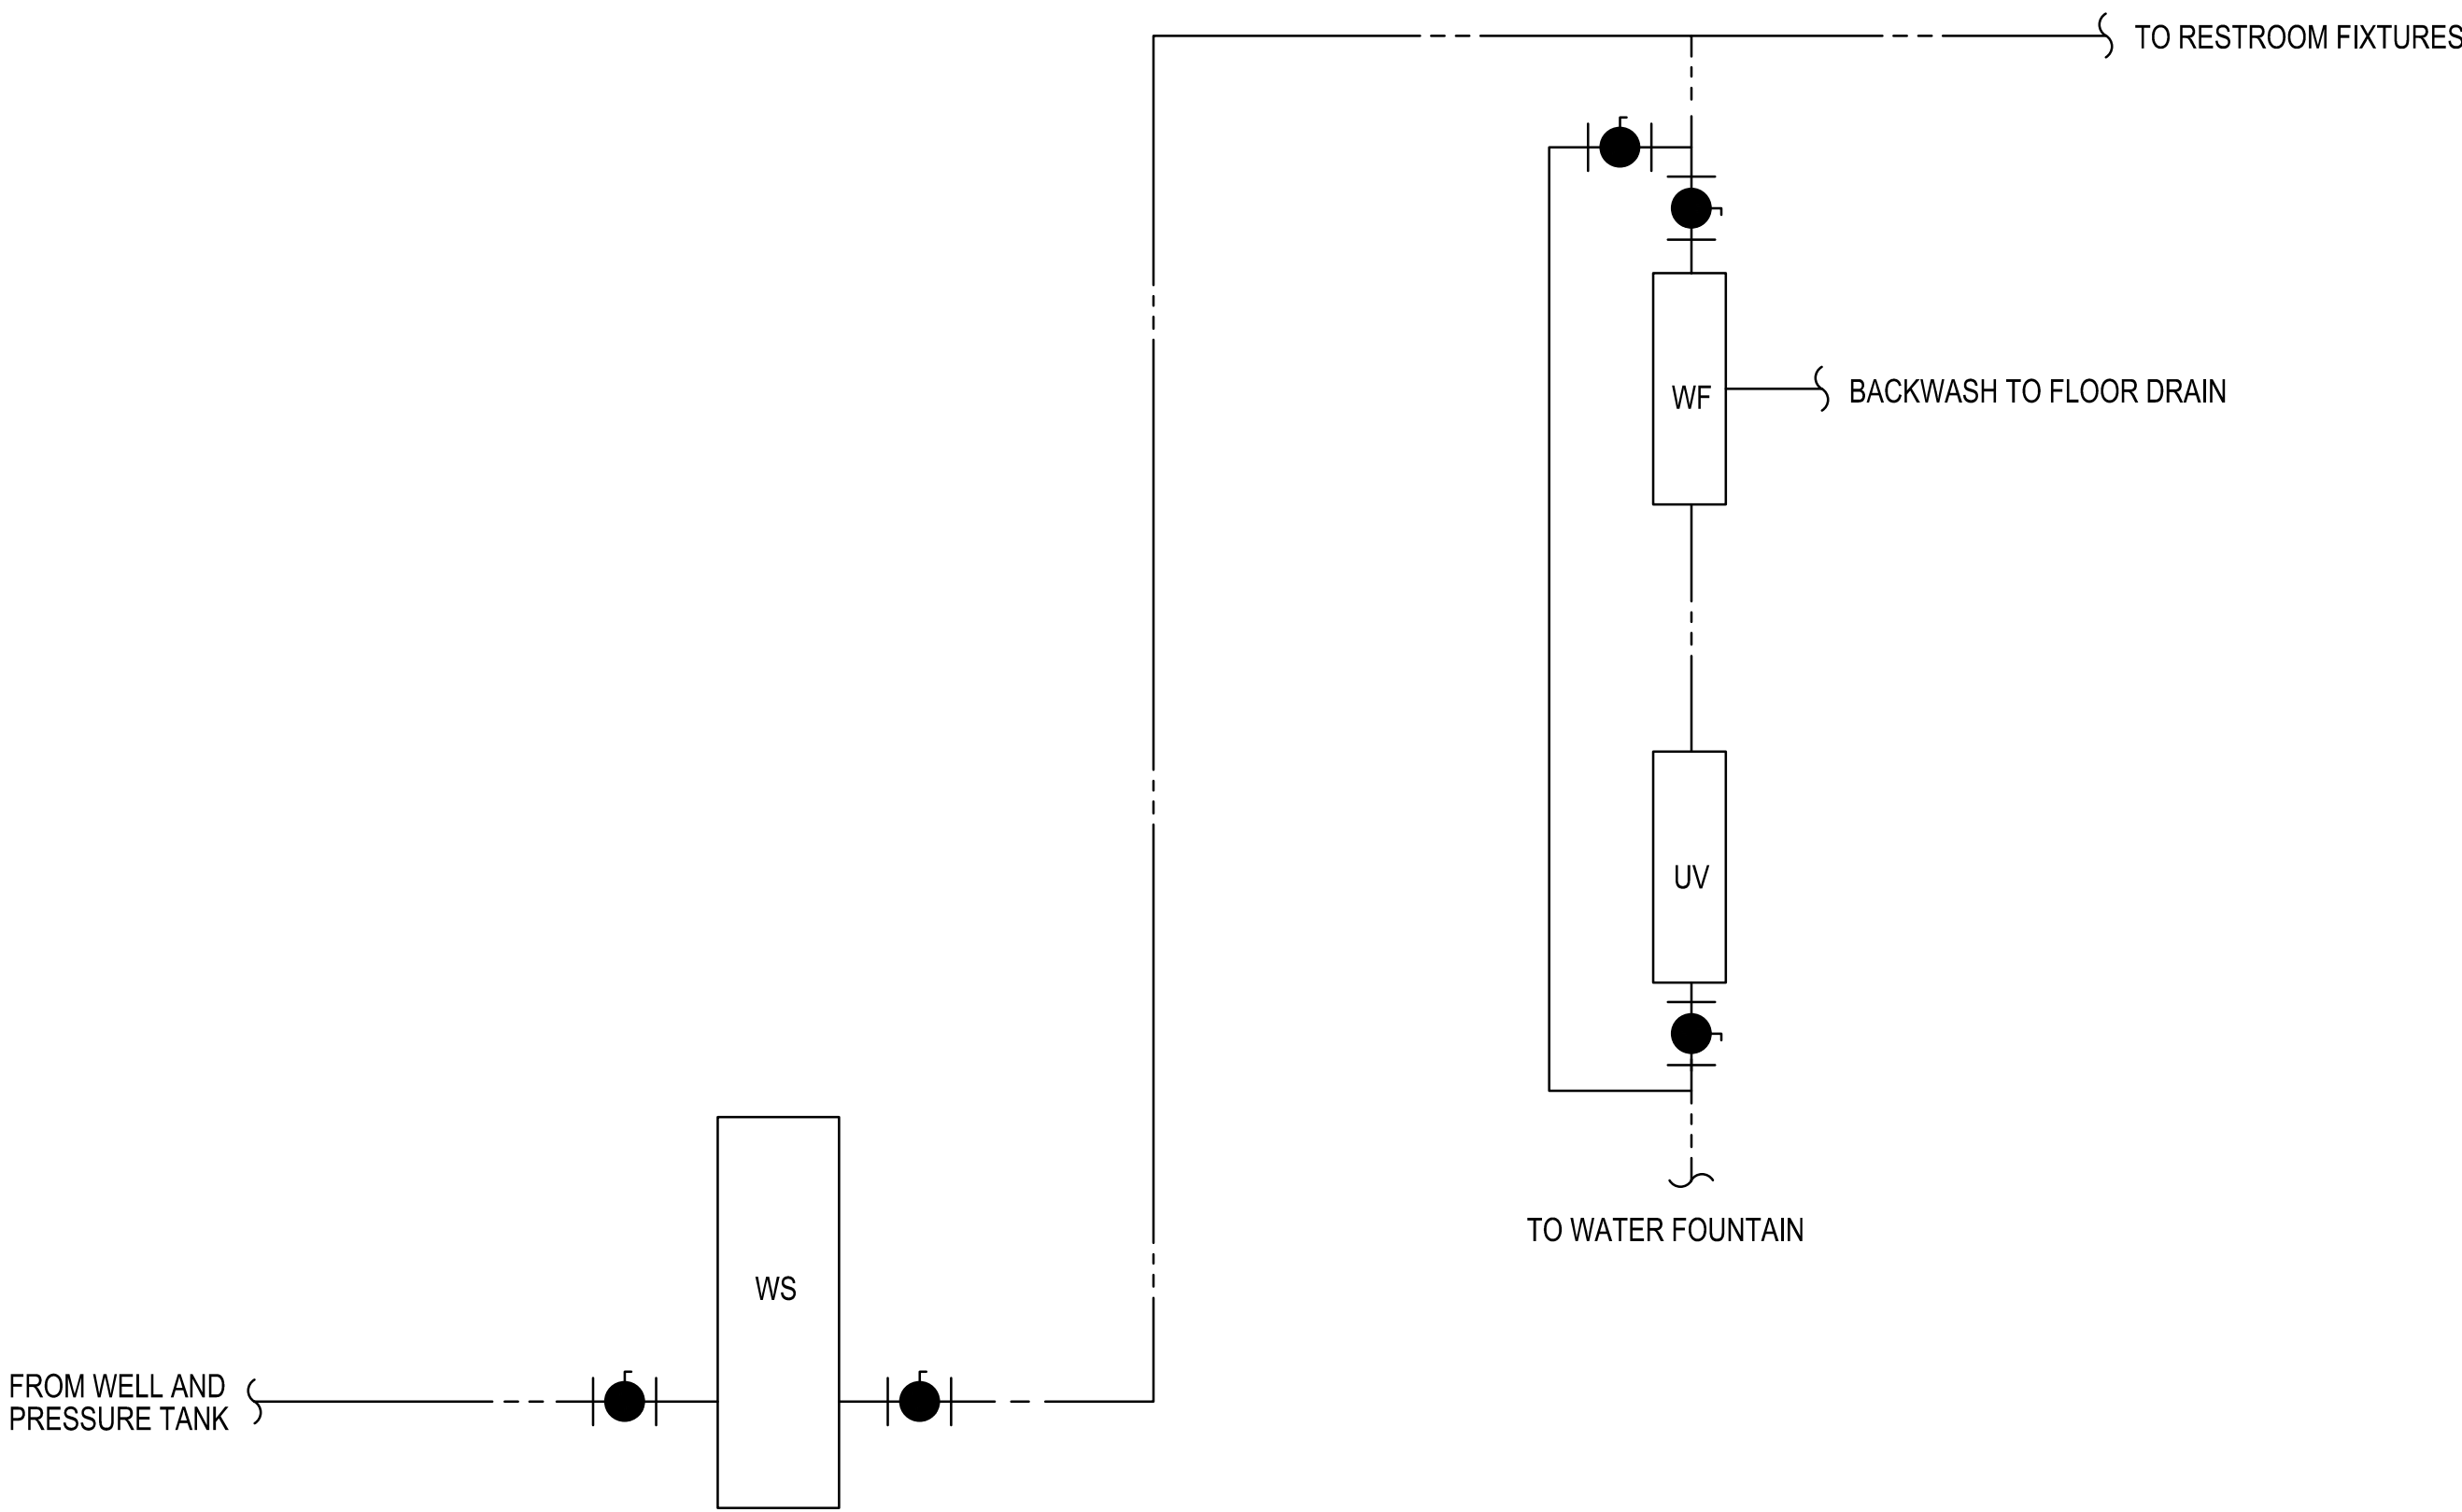 TO RESTROOM FIXTURES
BACKWASH TO FLOOR DRAIN
WF
UV
TO WATER FOUNTAIN
WS
FROM WELL AND
PRESSURE TANK